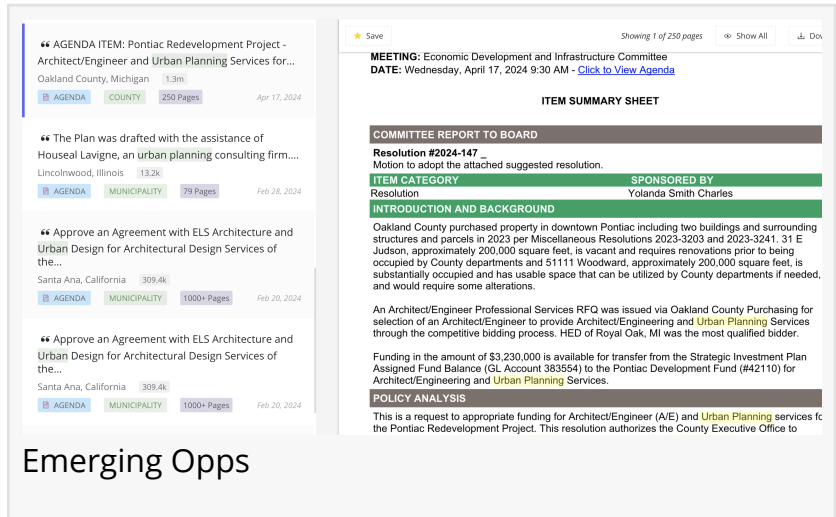 ❝ AGENDA ITEM: Pontiac Redevelopment Project -
Architect/Engineer and Urban Planning Services for...
Oakland County, Michigan 1.3m
AGENDA COUNTY 250 Pages Apr 17, 2024
❝ The Plan was drafted with the assistance of
Houseal Lavigne, an urban planning consulting firm....
Lincolnwood, Illinois 13.2k
AGENDA MUNICIPALITY 79 Pages Feb 28, 2024
❝ Approve an Agreement with ELS Architecture and
Urban Design for Architectural Design Services of
the...
Santa Ana, California 309.4k
AGENDA MUNICIPALITY 1000+ Pages Feb 20, 2024
❝ Approve an Agreement with ELS Architecture and
Urban Design for Architectural Design Services of
the...
Santa Ana, California 309.4k
AGENDA MUNICIPALITY 1000+ Pages Feb 20, 2024
Save Showing 1 of 250 pages Show All Dow
MEETING: Economic Development and Infrastructure Committee
DATE: Wednesday, April 17, 2024 9:30 AM - Click to View Agenda
ITEM SUMMARY SHEET
COMMITTEE REPORT TO BOARD
Resolution #2024-147 _
Motion to adopt the attached suggested resolution.
ITEM CATEGORY SPONSORED BY
Resolution Yolanda Smith Charles
INTRODUCTION AND BACKGROUND
Oakland County purchased property in downtown Pontiac including two buildings and surrounding
structures and parcels in 2023 per Miscellaneous Resolutions 2023-3203 and 2023-3241. 31 E
Judson, approximately 200,000 square feet, is vacant and requires renovations prior to being
occupied by County departments and 51111 Woodward, approximately 200,000 square feet, is
substantially occupied and has usable space that can be utilized by County departments if needed,
and would require some alterations.
An Architect/Engineer Professional Services RFQ was issued via Oakland County Purchasing for
selection of an Architect/Engineer to provide Architect/Engineering and Urban Planning Services
through the competitive bidding process. HED of Royal Oak, MI was the most qualified bidder.
Funding in the amount of $3,230,000 is available for transfer from the Strategic Investment Plan
Assigned Fund Balance (GL Account 383554) to the Pontiac Development Fund (#42110) for
Architect/Engineering and Urban Planning Services.
POLICY ANALYSIS
This is a request to appropriate funding for Architect/Engineer (A/E) and Urban Planning services fo
the Pontiac Redevelopment Project. This resolution authorizes the County Executive Office to
Emerging Opps